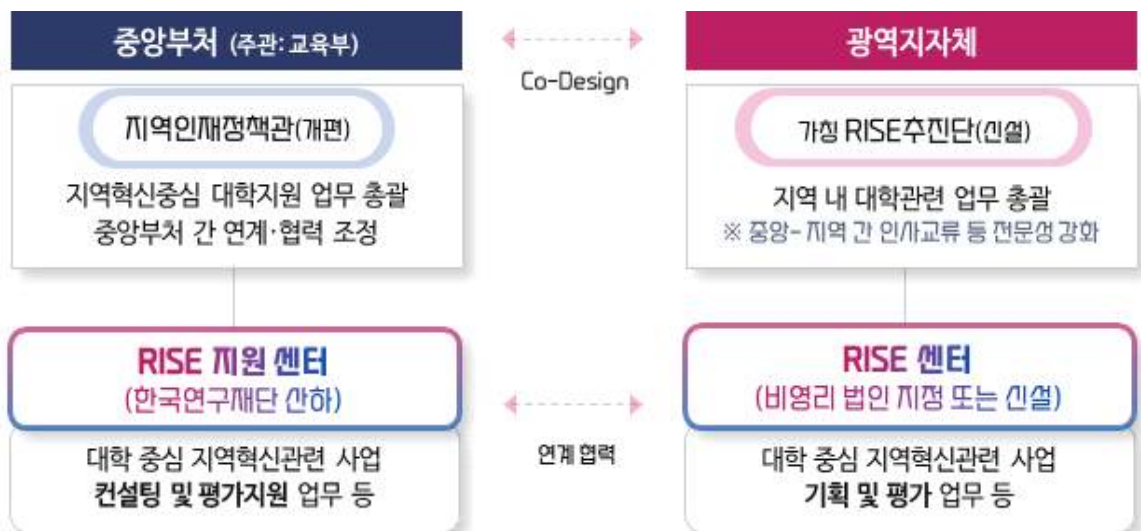 중앙부처 (주관: 교육부)
지역인재정책관(개편)
지역혁신중심 대학지원 업무 총괄
중앙부처 간 연계·협력 조정
Co-Design
광역지자체
가칭 RISE추진단(신설)
지역 내 대학관련 업무 총괄
※ 중앙- 지역 간 인사교류 등 전문성 강화
RISE 지원 센터
(한국연구재단 산하)
대학 중심 지역혁신관련 사업
컨설팅 및 평가지원 업무 등
연계 협력
RISE 센터
(비영리 법인 지정 또는 신설)
대학 중심 지역혁신관련 사업
기획 및 평가 업무 등